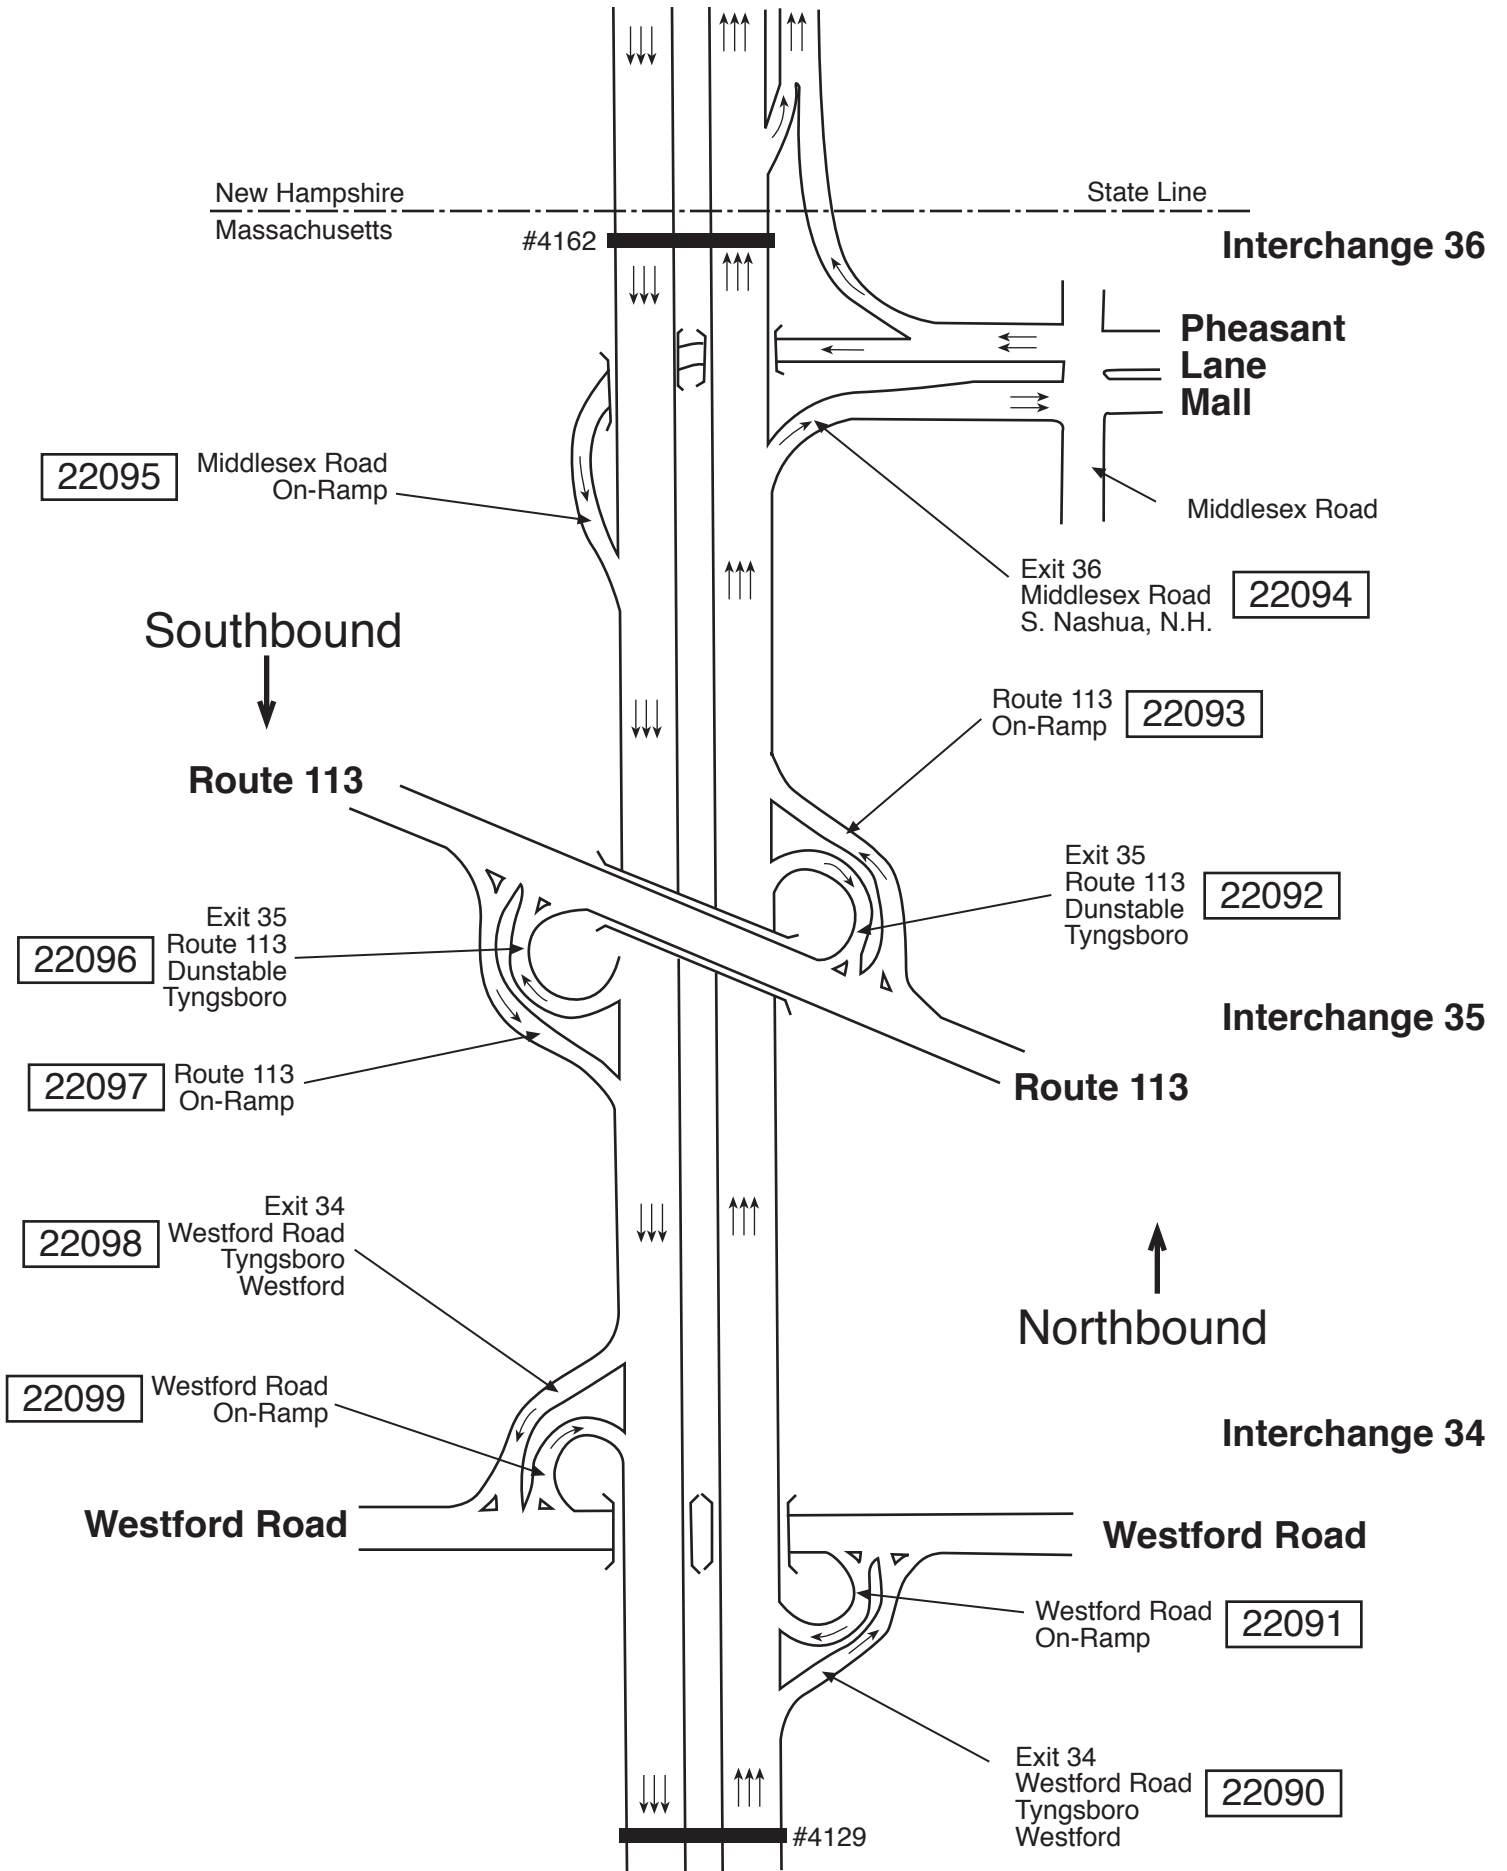 New Hampshire
State Line
Massachusetts
#4162
Interchange 36
Pheasant
Lane
Mall
22095
Middlesex Road
On-Ramp
Middlesex Road
Exit 36
Middlesex Road
S. Nashua, N.H.
22094
Southbound
Route 113
On-Ramp
22093
Route 113
Exit 35
Route 113
Dunstable
Tyngsboro
22092
Exit 35
Route 113
Dunstable
Tyngsboro
22096
Interchange 35
22097
Route 113
On-Ramp
Route 113
Exit 34
Westford Road
Tyngsboro
Westford
22098
Northbound
22099
Westford Road
On-Ramp
Interchange 34
Westford Road
Westford Road
Westford Road
On-Ramp
22091
Exit 34
Westford Road
Tyngsboro
Westford
22090
#4129